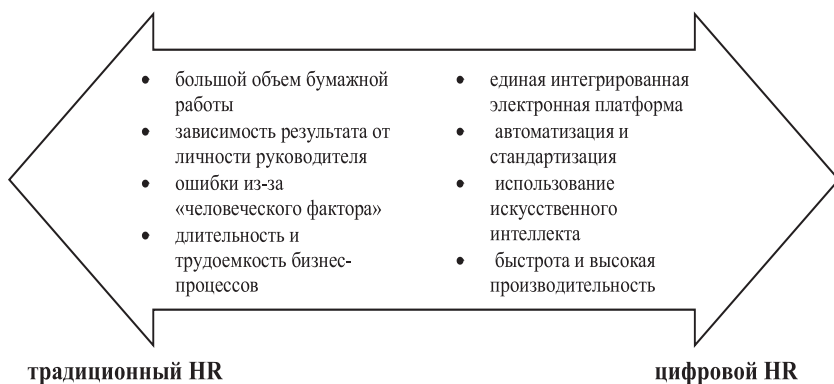 • большой объем бумажной
работы
• зависимость результата от
личности руководителя
• ошибки из-за
«человеческого фактора»
• длительность и
трудоемкость бизнес-
процессов
• единая интегрированная
электронная платформа
• автоматизация и
стандартизация
• использование
искусственного
интеллекта
• быстрота и высокая
производительность
традиционный HR
цифровой HR